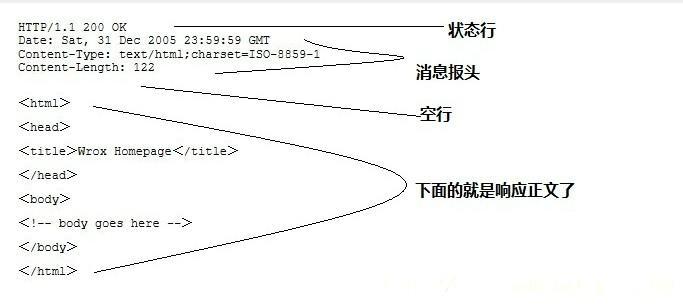 HTTP/1.1 200 OK 状态行
Date: Sat, 31 Dec 2005 23:59:59 GMT
Content-Type: text/html;charset=ISO-8859-1
Content-Length: 122 消息报头
空行
<html>
<head>
<title>Wrox Homepage</title>
</head>
<body> 下面的就是响应正文了
<!-- body goes here -->
</body>
</html>